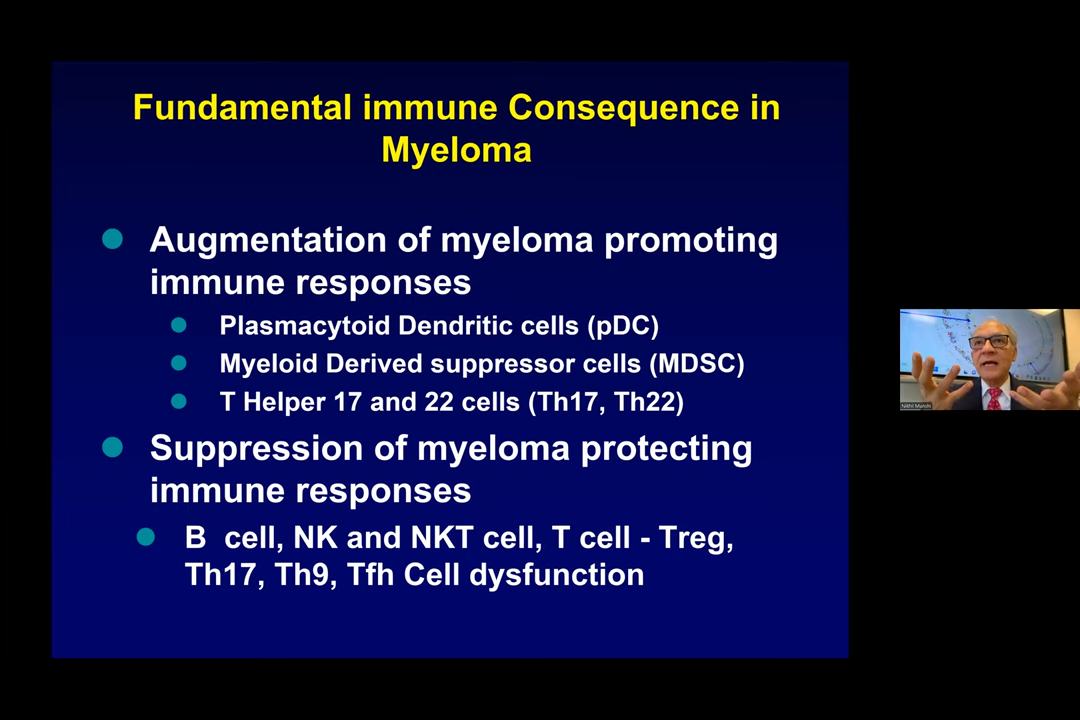 Fundamental immune Consequence in
Myeloma
Augmentation of myeloma promoting
immune responses
Plasmacytoid Dendritic cells (pDC)
Myeloid Derived suppressor cells (MDSC)
T Helper 17 and 22 cells (Th17, Th22)
Suppression of myeloma protecting
immune responses
B cell, NK and NKT cell, T cell - Treg,
Th17, Th9, Tfh Cell dysfunction
Nikhil Munshi